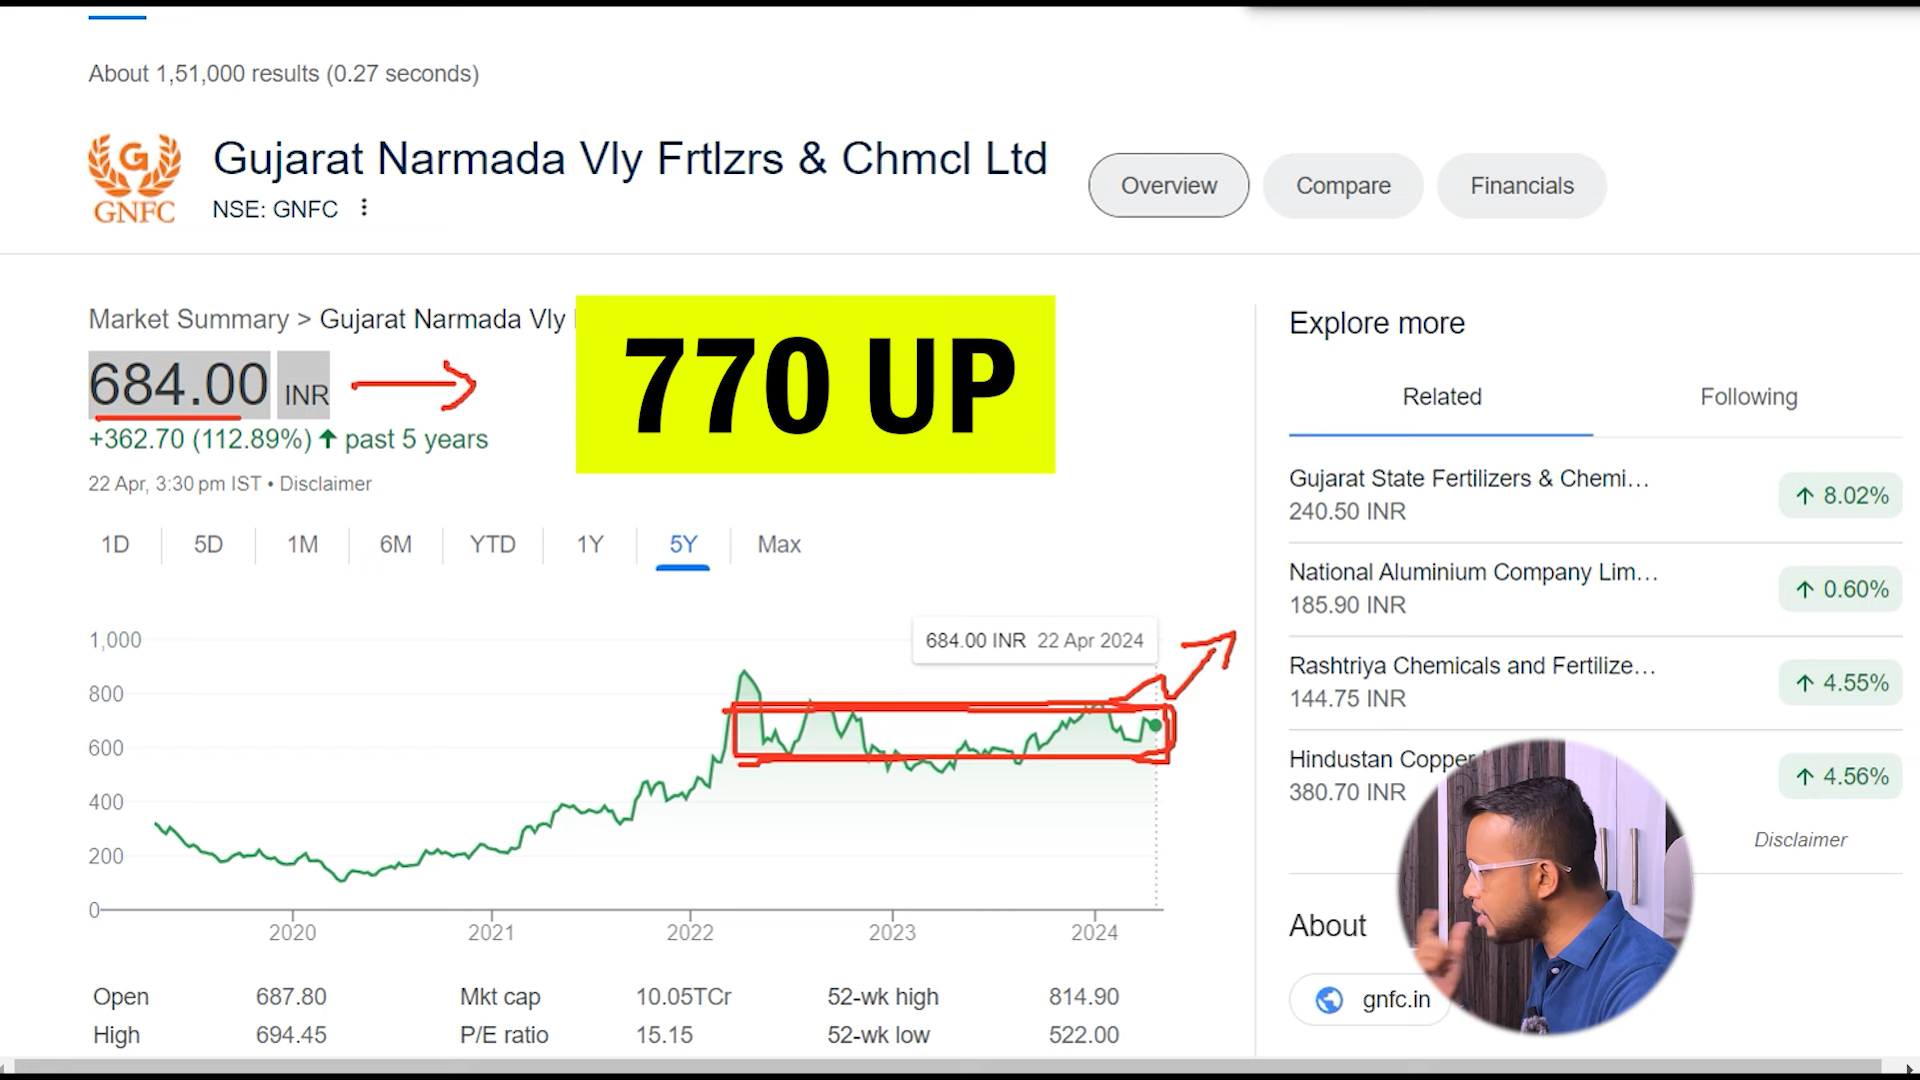 About 1,51,000 results (0.27 seconds)
G
GNFC
Gujarat Narmada Vly Frtlzrs & Chmcl Ltd
NSE: GNFC
Overview
Compare
Financials
Market Summary > Gujarat Narmada Vly
770 UP
684.00 INR
+362.70 (112.89%) ↑ past 5 years
22 Apr, 3:30 pm IST • Disclaimer
1D 5D 1M 6M YTD 1Y 5Y Max
684.00 INR 22 Apr 2024
1,000
800
600
400
200
0
2020 2021 2022 2023 2024
Open 687.80 Mkt cap 10.05TCr 52-wk high 814.90
High 694.45 P/E ratio 15.15 52-wk low 522.00
Explore more
Related Following
Gujarat State Fertilizers & Chemi...
240.50 INR
↑ 8.02%
National Aluminium Company Lim...
185.90 INR
↑ 0.60%
Rashtriya Chemicals and Fertilize...
144.75 INR
↑ 4.55%
Hindustan Copper
380.70 INR
↑ 4.56%
Disclaimer
About
gnfc.in